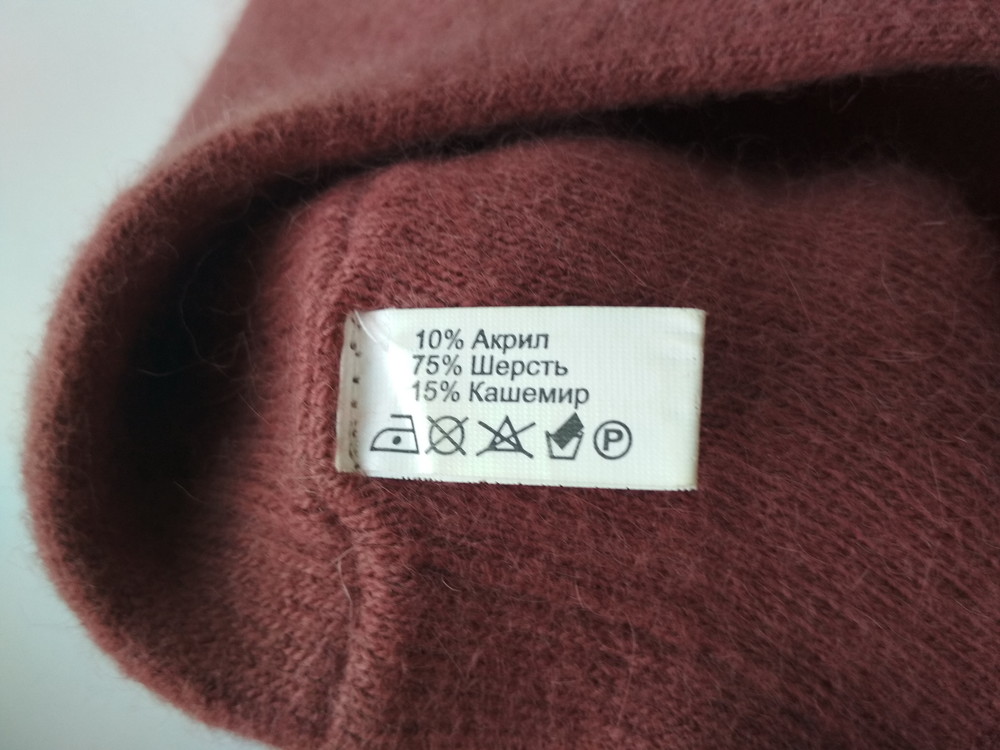 10% Акрил
75% Шерсть
15% Кашемир
P